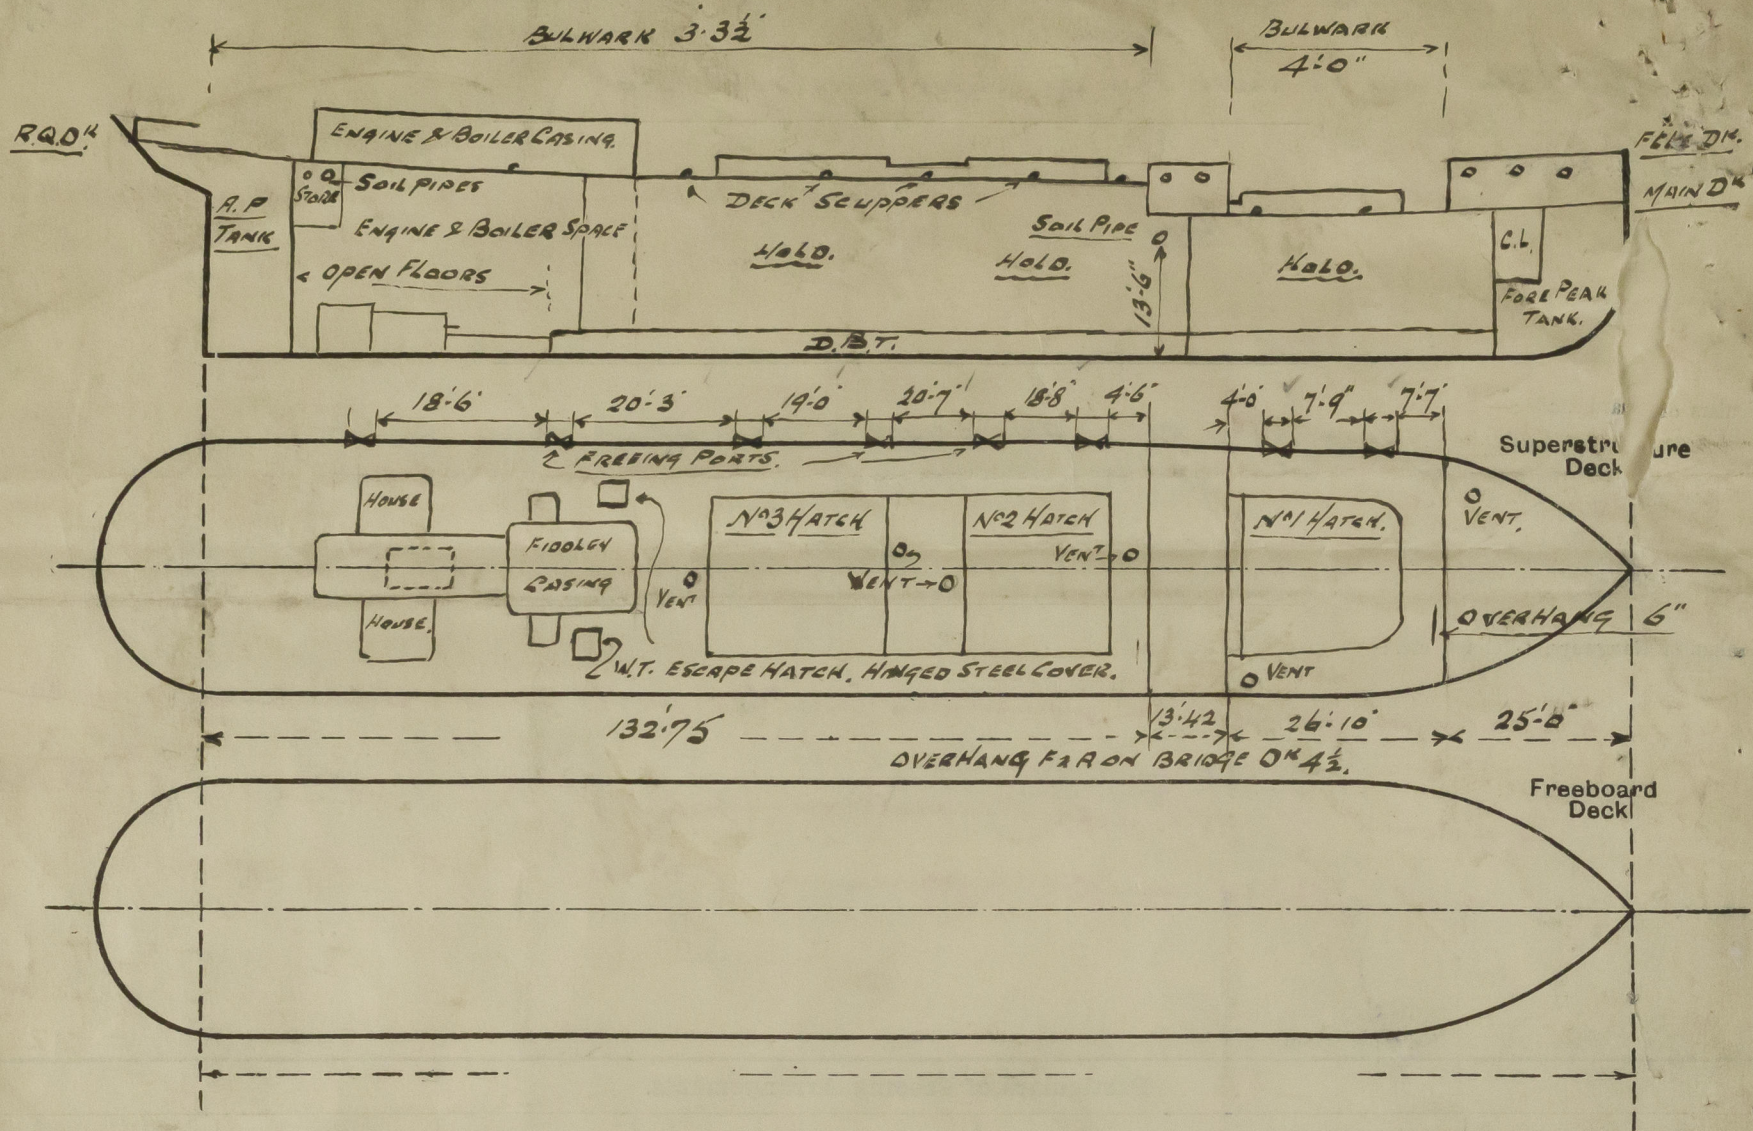 BULWARK 3'·3½"
BULWARK
4'·0"
R.Q.Dᴷ
ENGINE & BOILER CASING.
DK.
MAIN Dᴷ
STORE
SOIL PIPES
A.P
TANK
ENGINE & BOILER SPACE
OPEN FLOORS
DECK SCUPPERS
HOLD.
SOIL PIPE
HOLD.
13'-6"
HOLD.
C.L.
FORE PEAK
TANK.
D.B.T.
18'-6"
20'-3"
19'-0"
20'-7"
18'-8"
4'-6"
4'-0"
7'-9"
7'-7"
FREEING PORTS.
Superstructure
Deck
HOUSE
FIDDLEY
CASING
HOUSE.
VENT
Nº3 HATCH
Nº2 HATCH
VENT
VENT
Nº1 HATCH.
VENT.
OVERHANG 6"
W.T. ESCAPE HATCH. HINGED STEEL COVER.
VENT
132'·75
13'·42
26'-10"
25'-0"
OVERHANG F & A ON BRIDGE Dᴷ 4½.
Freeboard
Deck